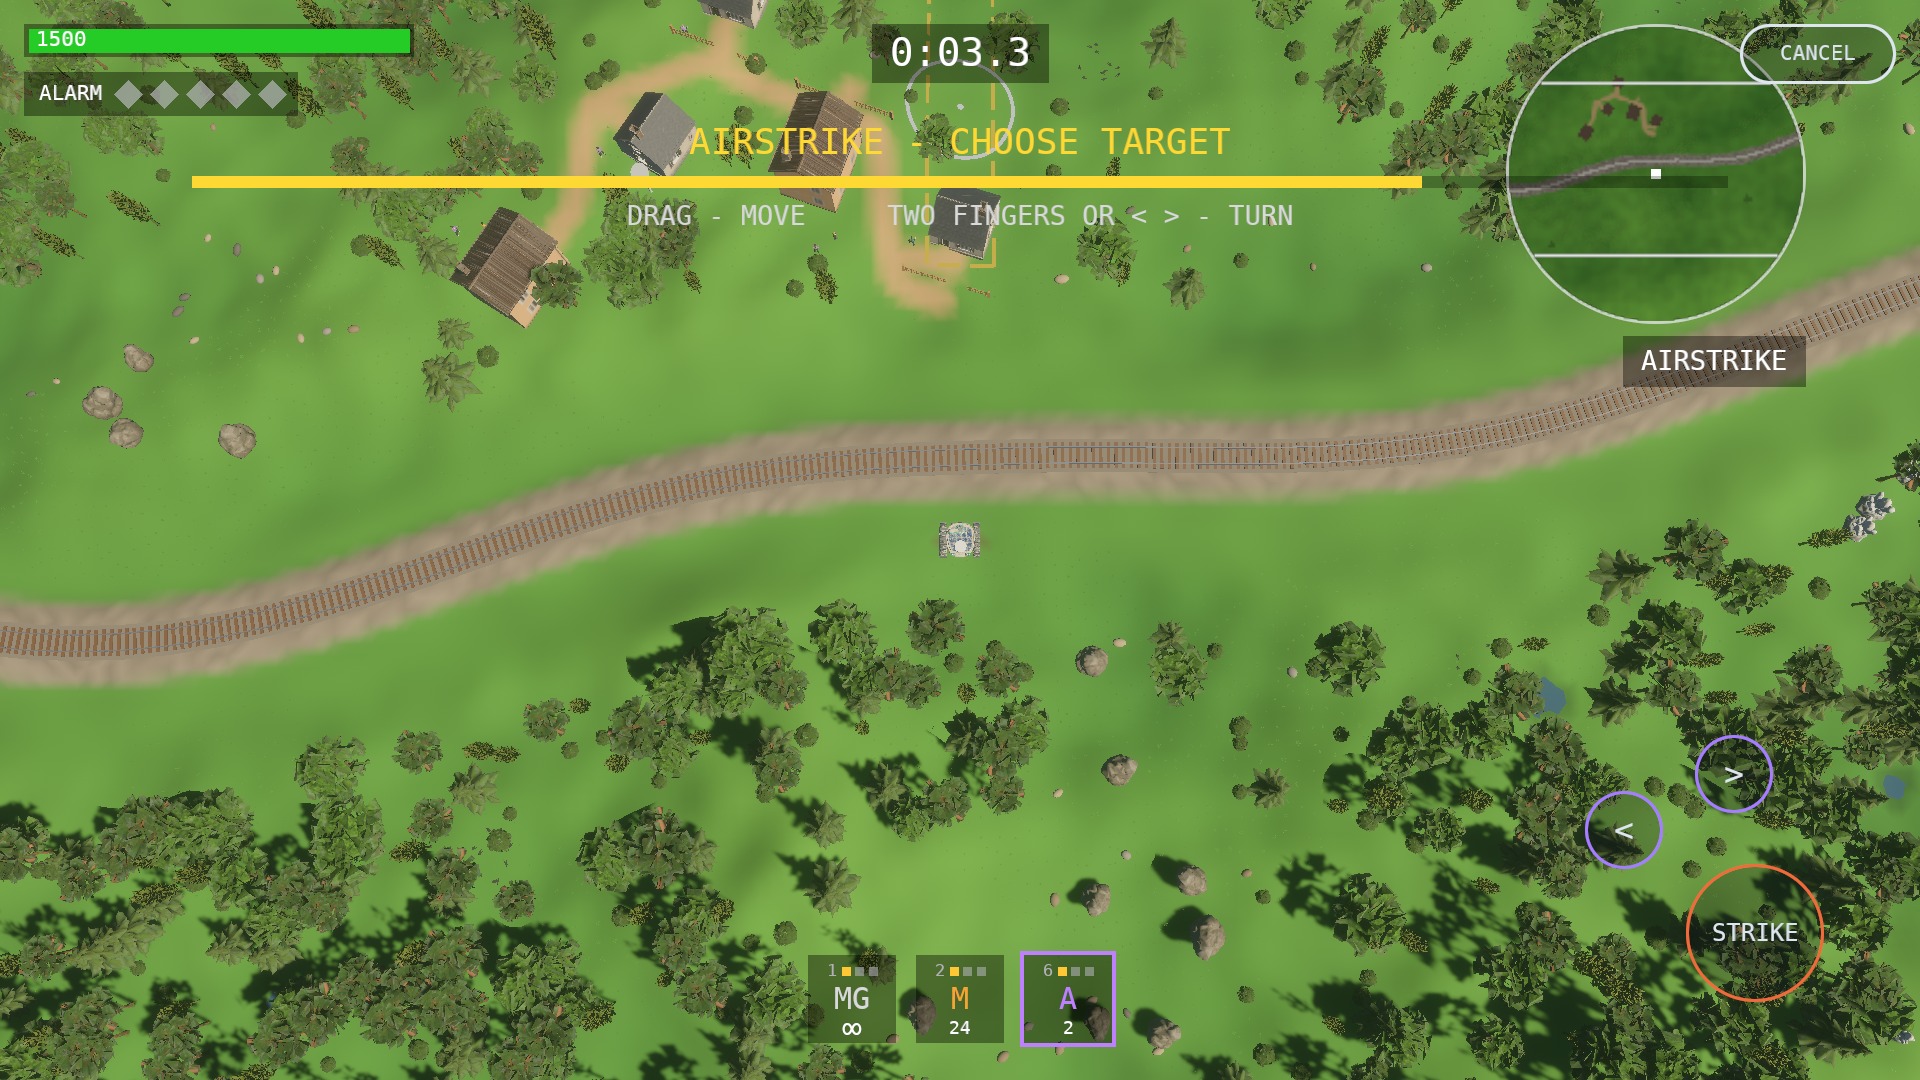 1500
0:03.3
CANCEL
ALARM
AIRSTRIKE - CHOOSE TARGET
DRAG - MOVE TWO FINGERS OR < > - TURN
AIRSTRIKE
>
<
STRIKE
1
MG
∞
2
M
24
6
A
2